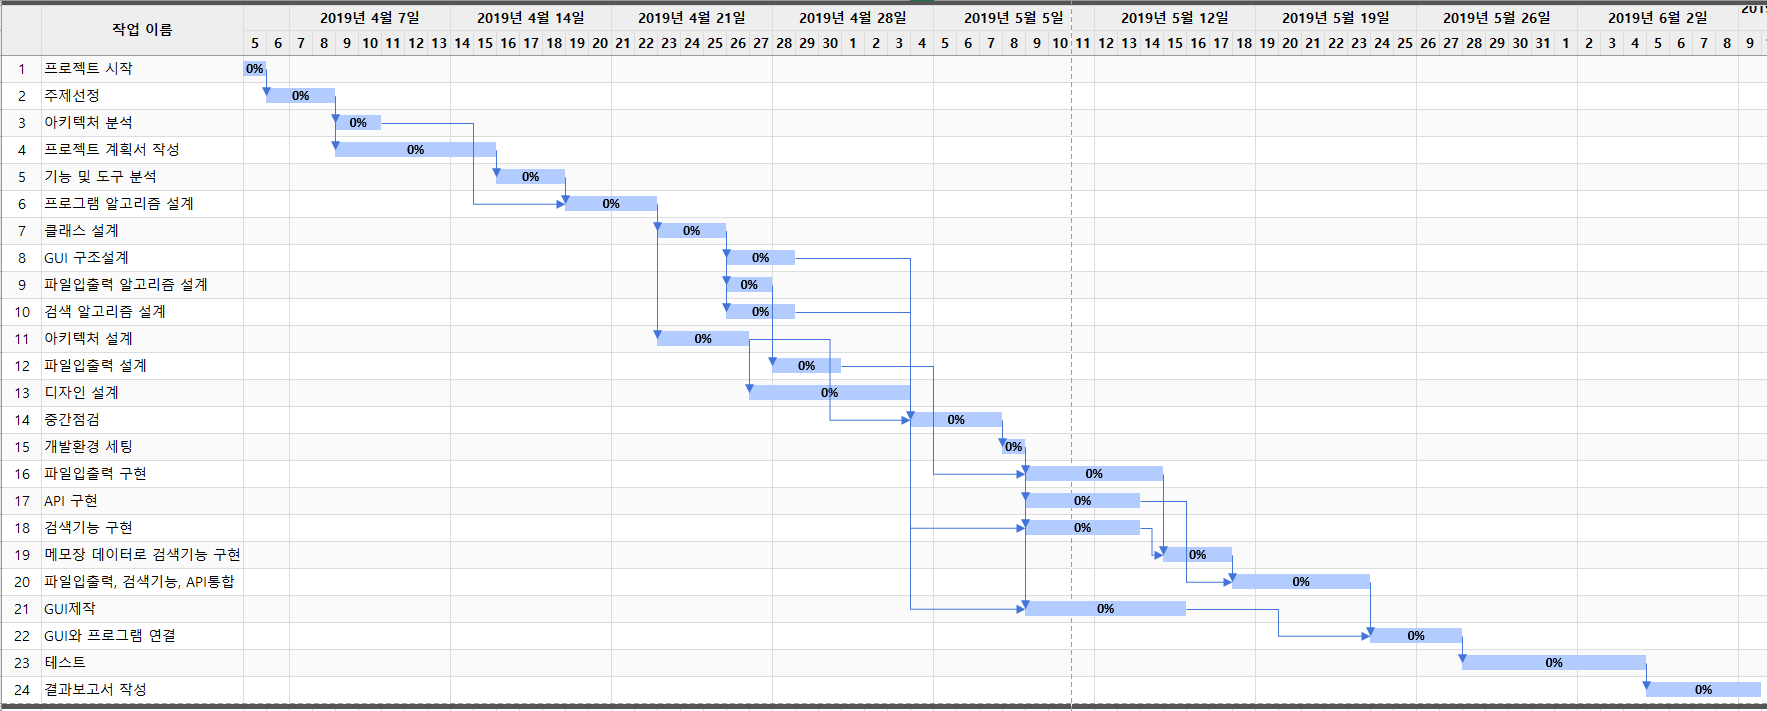 작업 이름
2019년 4월 7일 2019년 4월 14일 2019년 4월 21일 2019년 4월 28일 2019년 5월 5일 2019년 5월 12일 2019년 5월 19일 2019년 5월 26일 2019년 6월 2일
5 6 7 8 9 10 11 12 13 14 15 16 17 18 19 20 21 22 23 24 25 26 27 28 29 30 1 2 3 4 5 6 7 8 9 10 11 12 13 14 15 16 17 18 19 20 21 22 23 24 25 26 27 28 29 30 31 1 2 3 4 5 6 7 8 9
1 프로젝트 시작 0%
2 주제선정 0%
3 아키텍처 분석 0%
4 프로젝트 계획서 작성 0%
5 기능 및 도구 분석 0%
6 프로그램 알고리즘 설계 0%
7 클래스 설계 0%
8 GUI 구조설계 0%
9 파일입출력 알고리즘 설계 0%
10 검색 알고리즘 설계 0%
11 아키텍처 설계 0%
12 파일입출력 설계 0%
13 디자인 설계 0%
14 중간점검 0%
15 개발환경 세팅 0%
16 파일입출력 구현 0%
17 API 구현 0%
18 검색기능 구현 0%
19 메모장 데이터로 검색기능 구현 0%
20 파일입출력, 검색기능, API통합 0%
21 GUI제작 0%
22 GUI와 프로그램 연결 0%
23 테스트 0%
24 결과보고서 작성 0%